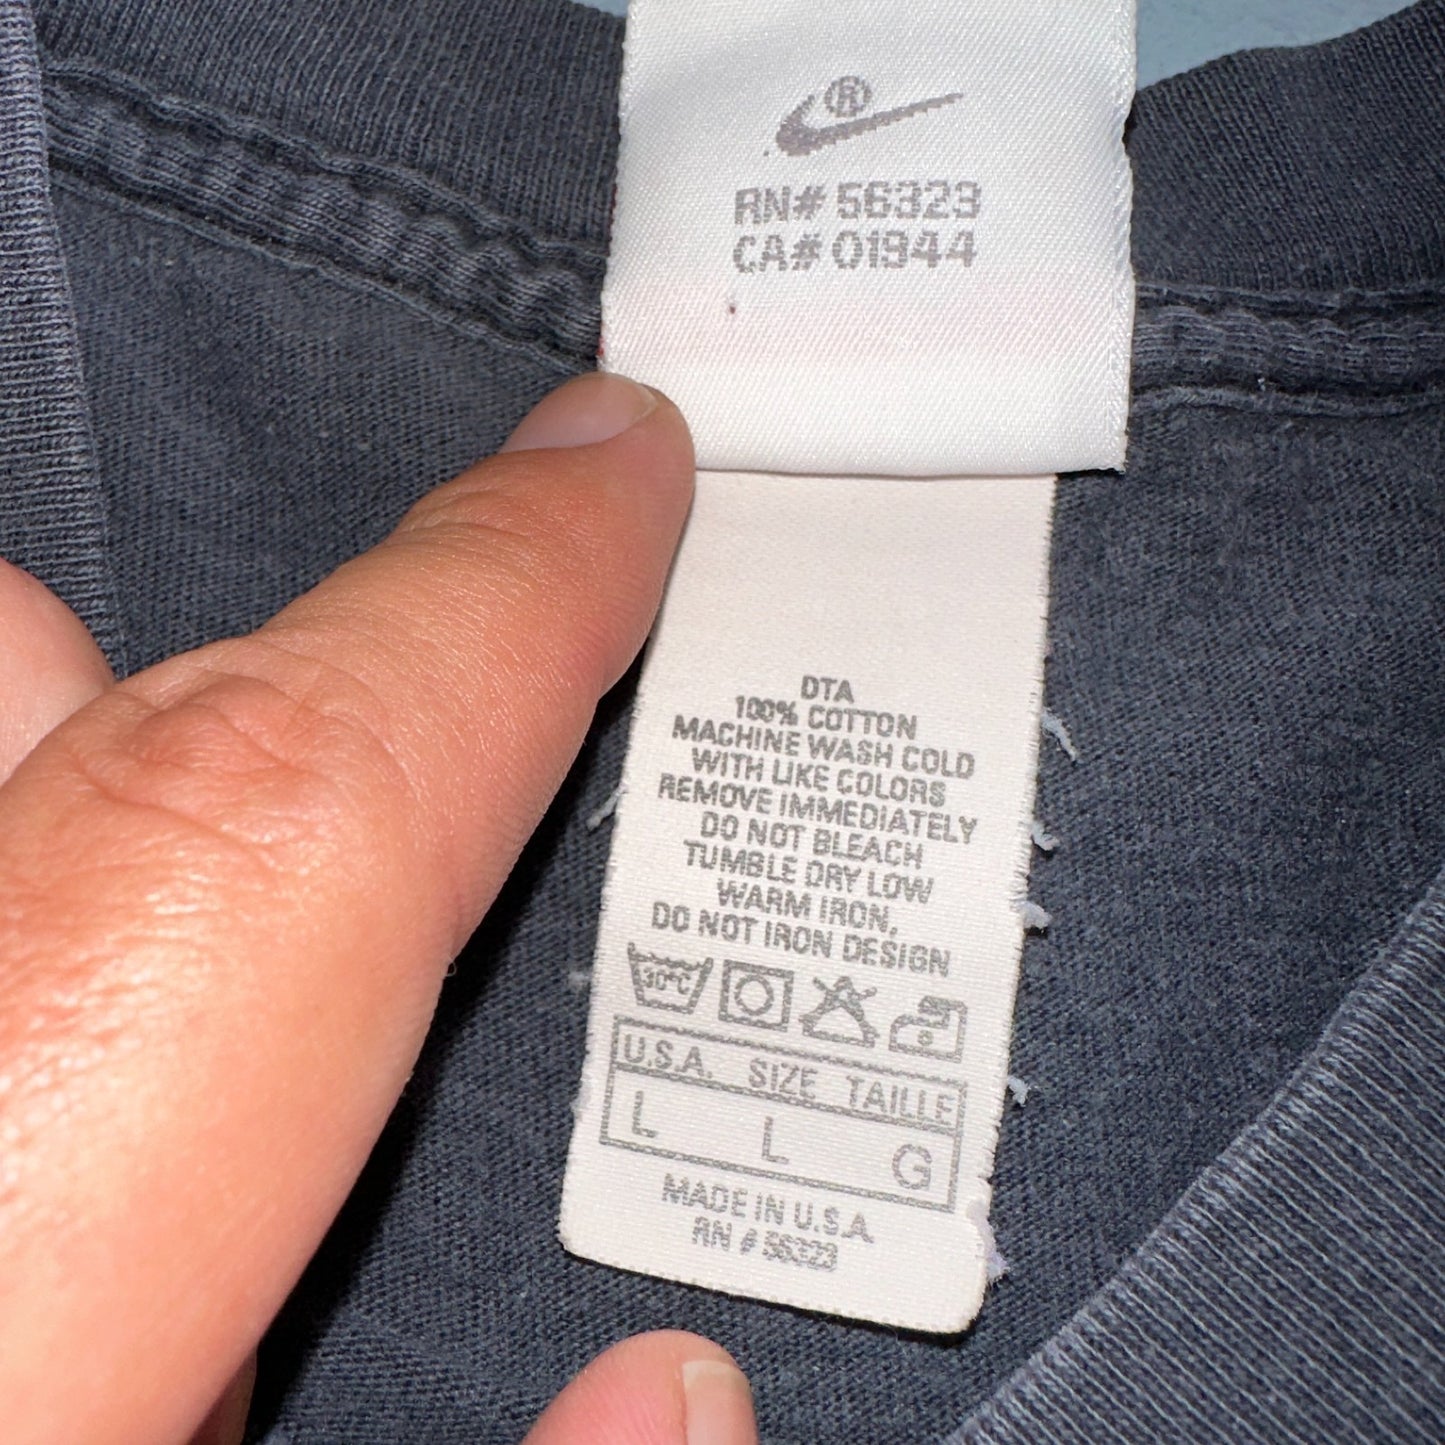 ®
RN# 56323
CA# 01944
DTA
100% COTTON
MACHINE WASH COLD
WITH LIKE COLORS
REMOVE IMMEDIATELY
DO NOT BLEACH
TUMBLE DRY LOW
WARM IRON,
DO NOT IRON DESIGN
30°C
U.S.A. SIZE TAILLE
L L G
MADE IN U.S.A
RN # 56323